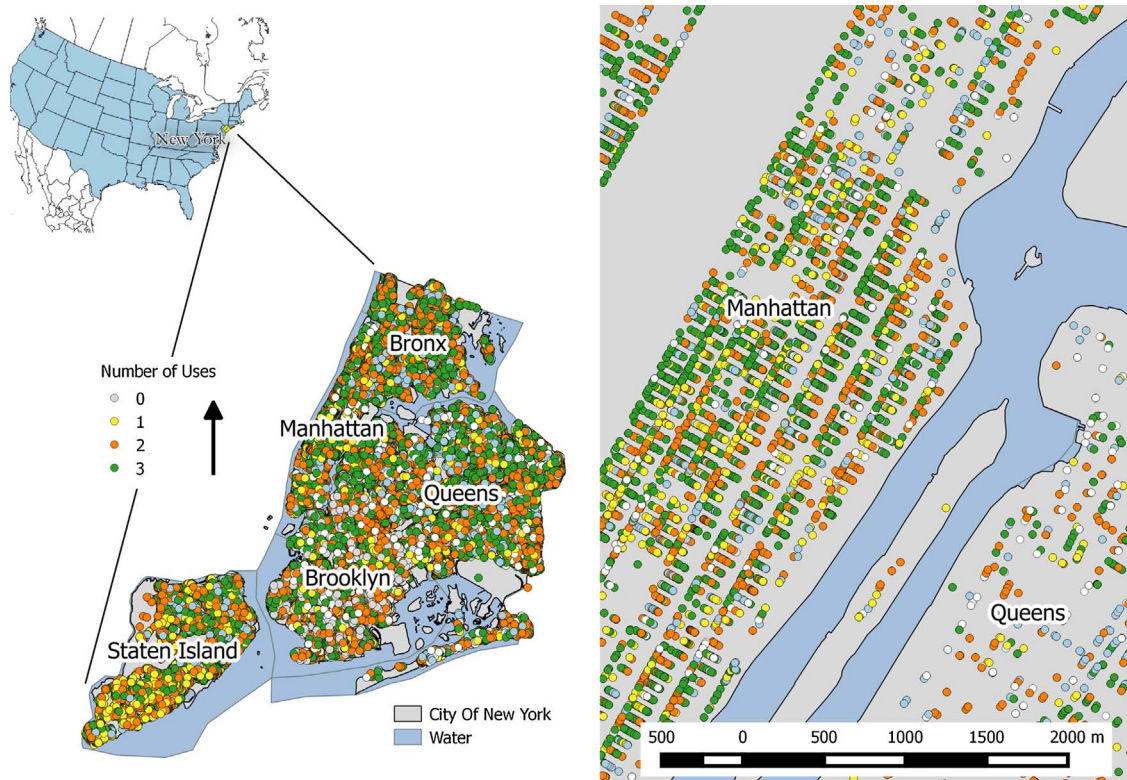 New York
Number of Uses
0
1
2
3
Bronx
Manhattan
Queens
Brooklyn
Staten Island
City Of New York
Water
Manhattan
Queens
500 0 500 1000 1500 2000 m